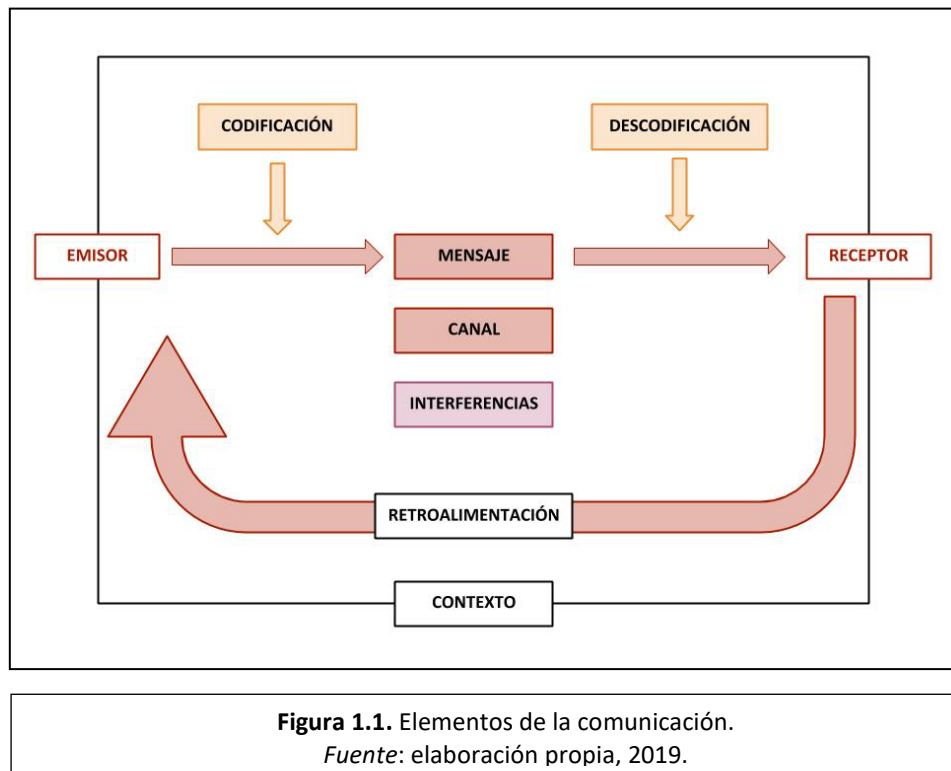 CODIFICACIÓN
DESCODIFICACIÓN
EMISOR
MENSAJE
RECEPTOR
CANAL
INTERFERENCIAS
RETROALIMENTACIÓN
CONTEXTO
Figura 1.1. Elementos de la comunicación.
Fuente: elaboración propia, 2019.